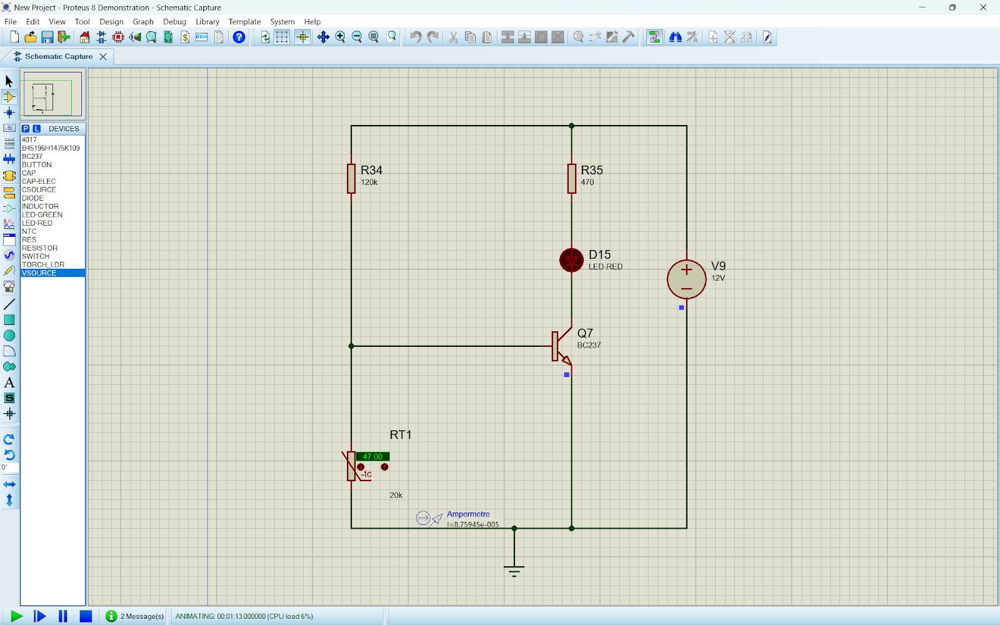 New Project - Proteus 8 Demonstration - Schematic Capture
File Edit View Tool Design Graph Debug Library Template System Help
Schematic Capture
P L DEVICES
4017
B45196H1475K109
BC237
BUTTON
CAP
CAP-ELEC
CSOURCE
DIODE
INDUCTOR
LED-GREEN
LED-RED
NTC
RES
RESISTOR
SWITCH
TORCH_LDR
VSOURCE
LBL
A
S
0°
R34
120k
R35
470
D15
LED-RED
V9
12V
Q7
BC237
RT1
47.00
-tc
20k
Ampermetre
I=8.75945e-005
2 Message(s)
ANIMATING: 00:01:13.000000 (CPU load 6%)